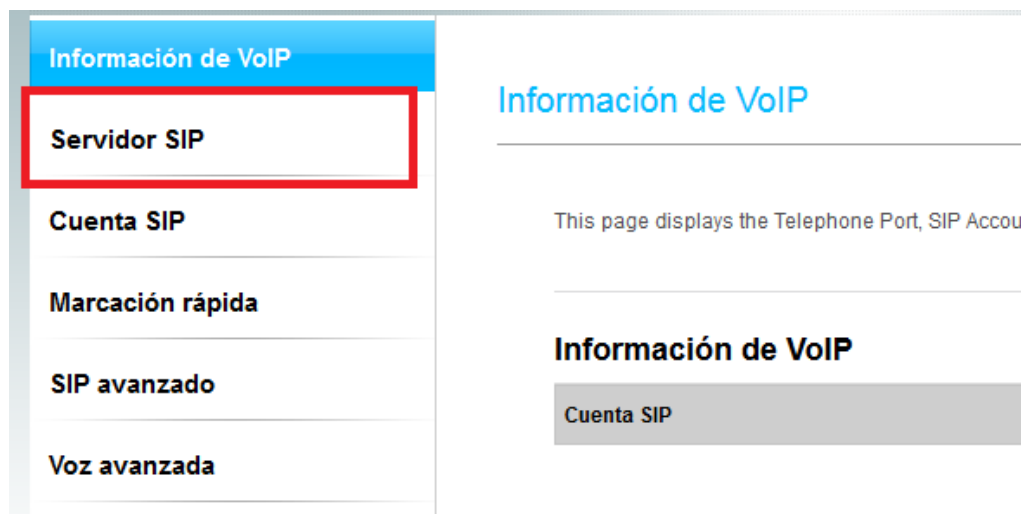 Información de VoIP
Servidor SIP
Cuenta SIP
Marcación rápida
SIP avanzado
Voz avanzada
Información de VoIP
This page displays the Telephone Port, SIP
Información de VoIP
Cuenta SIP